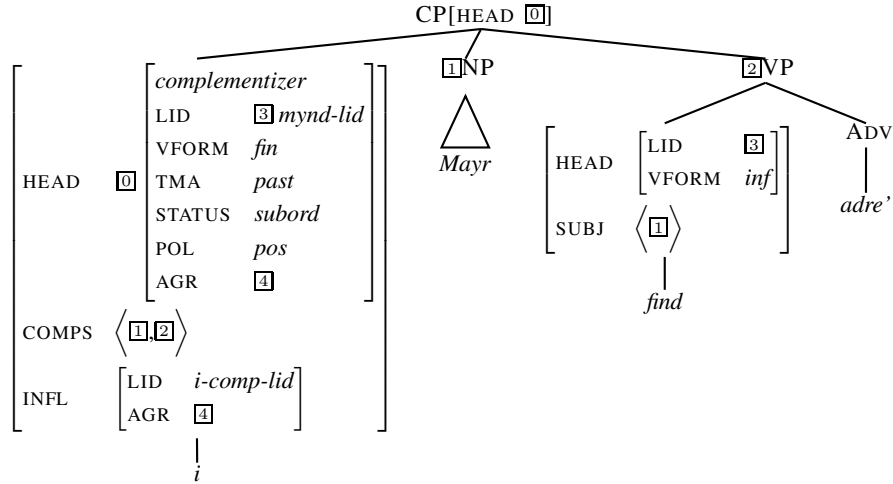 CP[HEAD 0]
1NP
2VP
complementizer
LID 3 mynd-lid
VFORM fin
HEAD 0 TMA past
STATUS subord
POL pos
AGR 4
COMPS ⟨1,2⟩
INFL LID i-comp-lid
AGR 4
i
Mayr
HEAD LID 3
VFORM inf
SUBJ ⟨1⟩
find
ADV
adre'